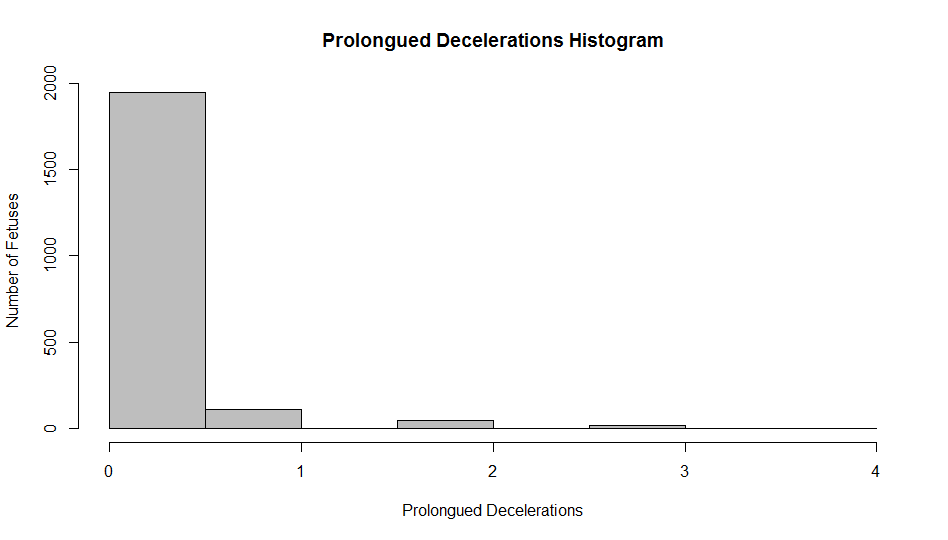 Prolongued Decelerations Histogram
2000
1500
1000
500
0
Number of Fetuses
0 1 2 3 4
Prolongued Decelerations